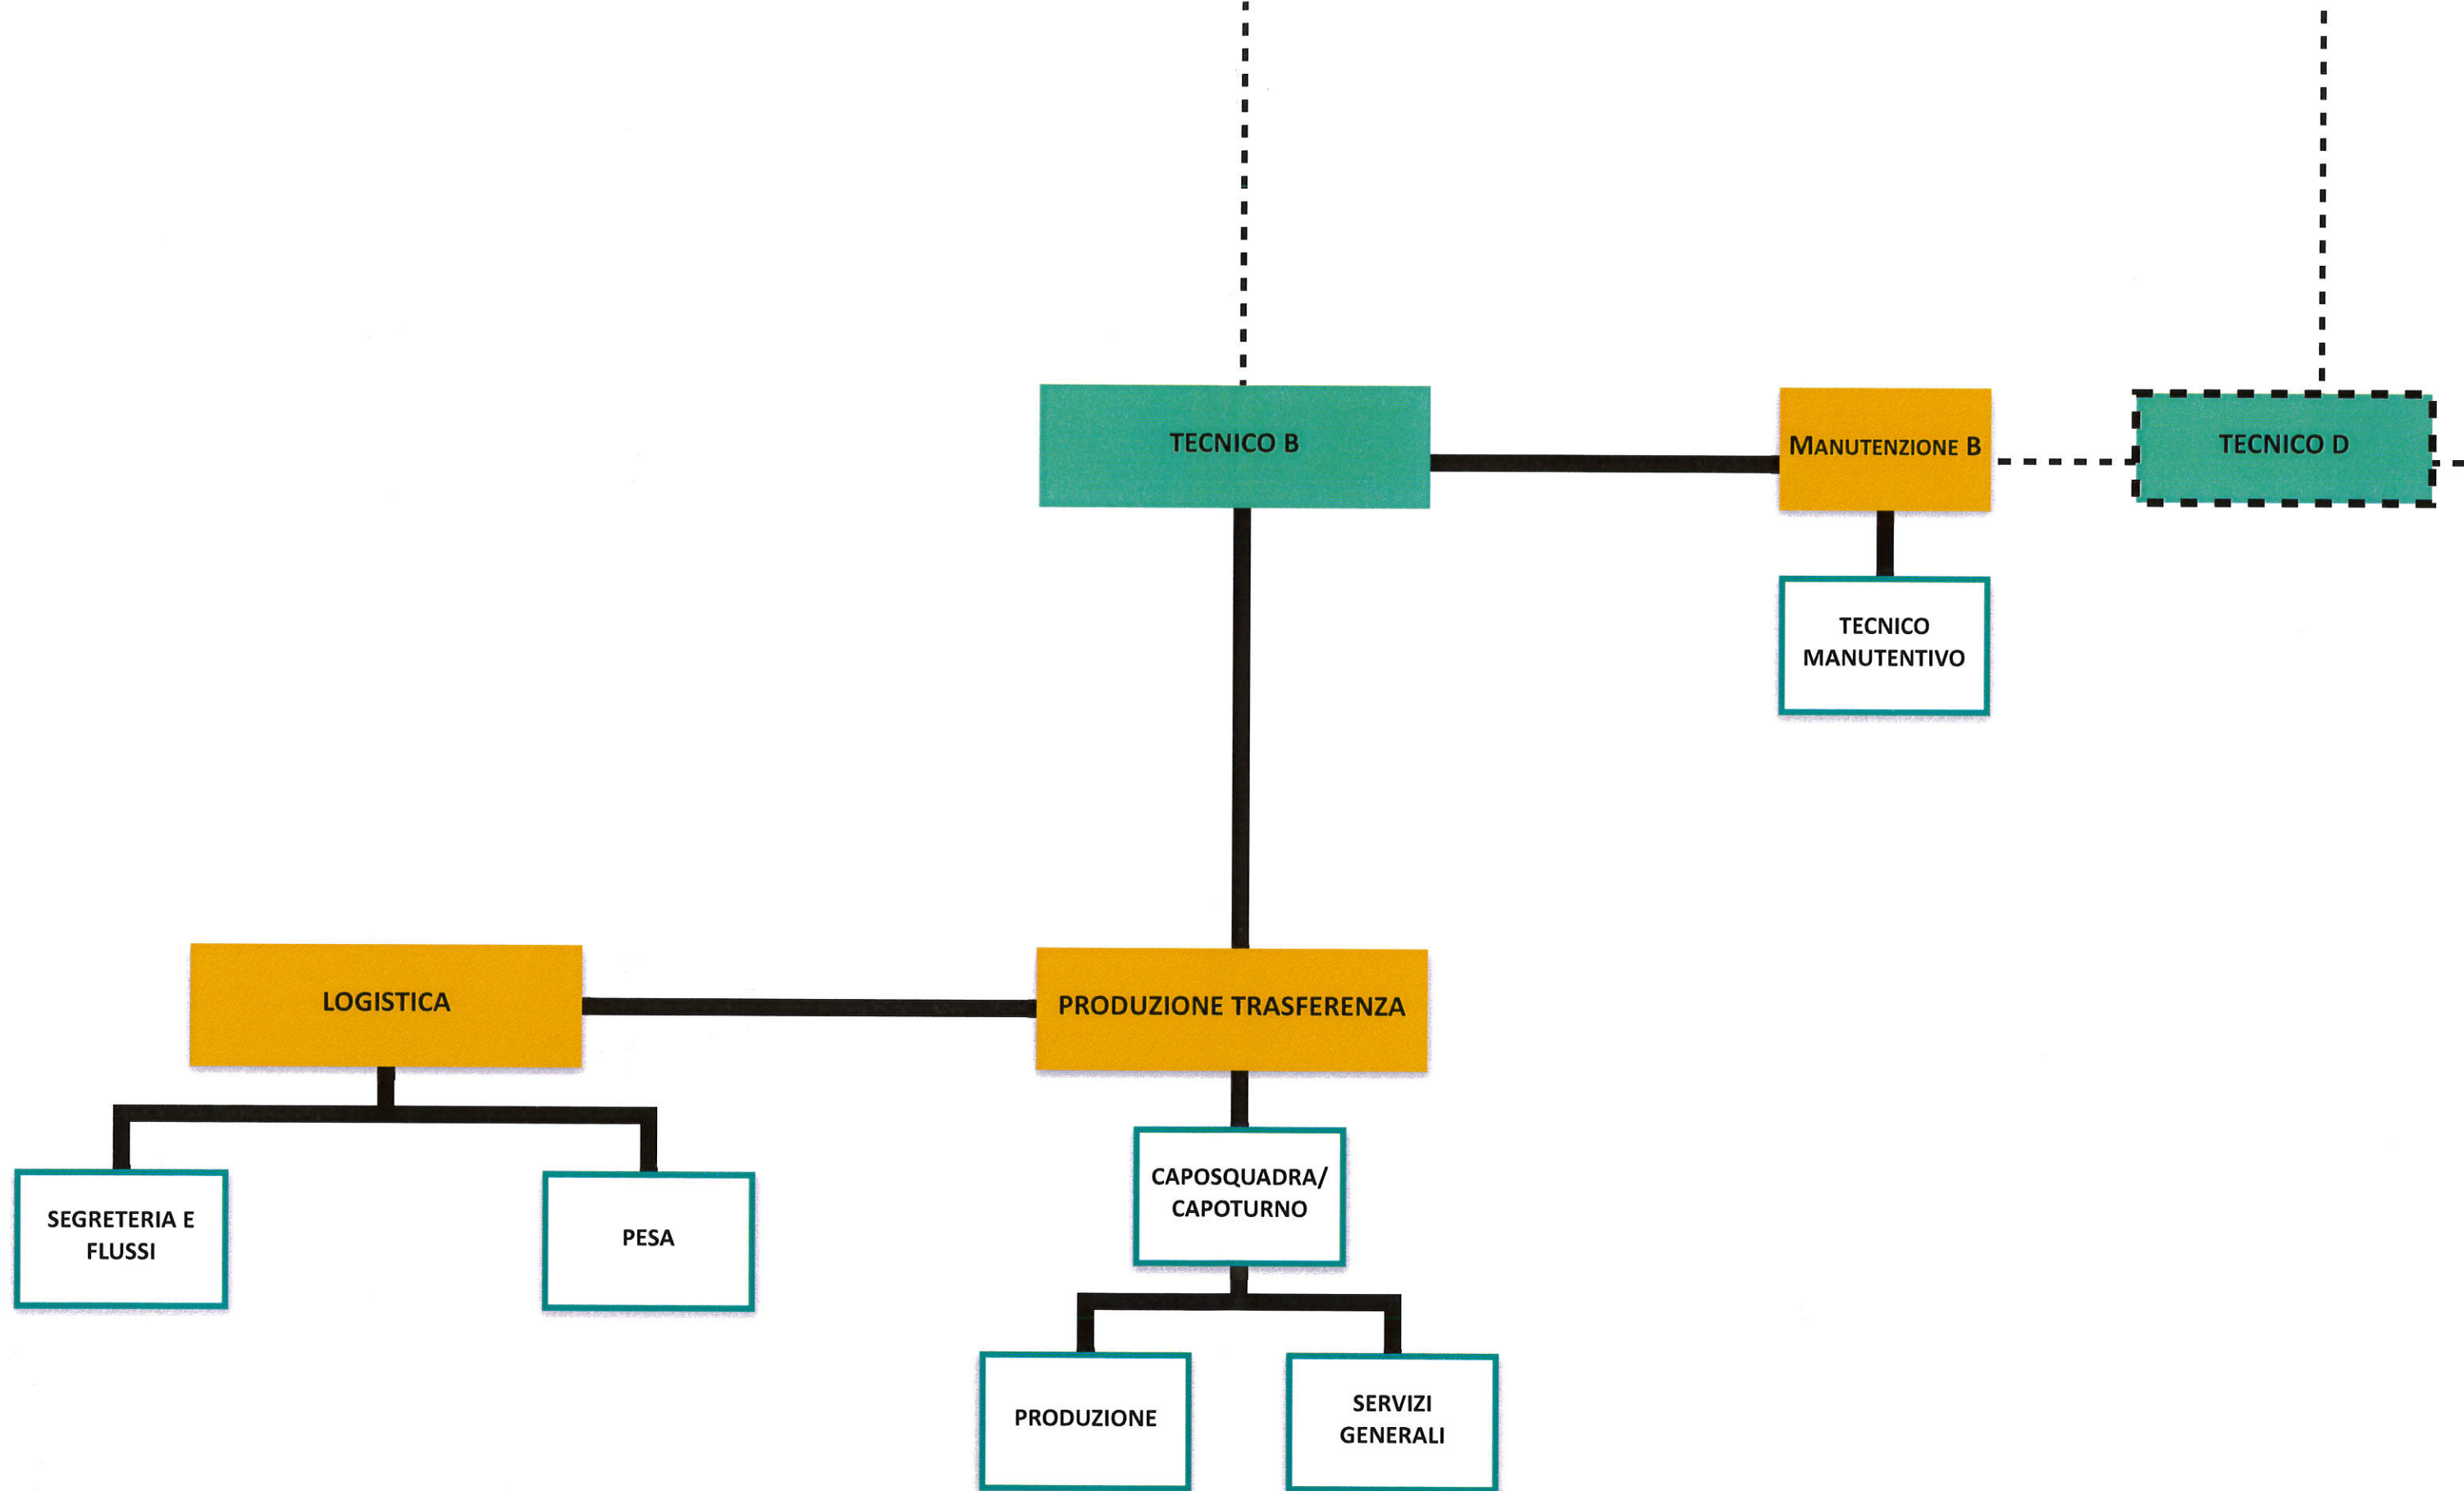 TECNICO B
MANUTENZIONE B
TECNICO D
TECNICO
MANUTENTIVO
LOGISTICA
PRODUZIONE TRASFERENZA
CAPOSQUADRA/
CAPOTURNO
SEGRETERIA E
FLUSSI
PESA
PRODUZIONE
SERVIZI
GENERALI